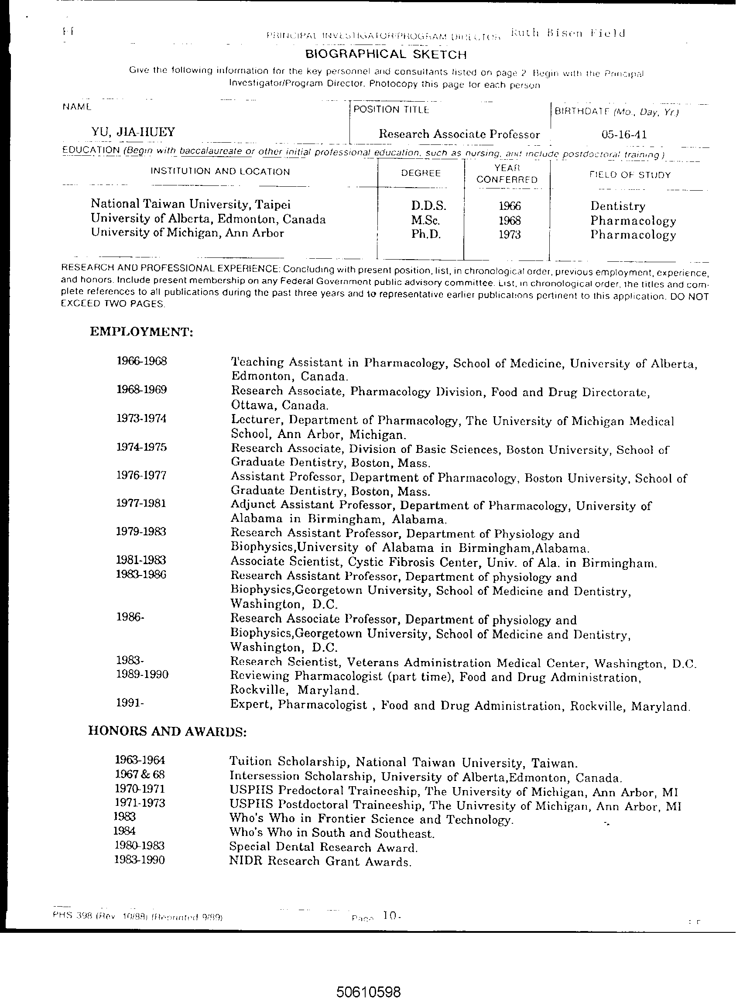 FF
PRINCIPAL INVESTIGATOR/PROGRAM DIRECTOR Ruth Bisen Field
BIOGRAPHICAL SKETCH
Give the following information for the key personnel and consultants listed on page 2. Begin with the Principal
Investigator/Program Director. Photocopy this page for each person
NAME
POSITION TITLE
BIRTHDATE (Mo., Day, Yr.)
YU, JIA-HUEY
Research Associate Professor
05-16-41
EDUCATION (Begin with baccalaureate or other initial professional education, such as nursing, and include postdoctoral training)
INSTITUTION AND LOCATION
DEGREE
YEAR
CONFERRED
FIELD OF STUDY
National Taiwan University, Taipei D.D.S. 1966 Dentistry
University of Alberta, Edmonton, Canada M.Sc. 1968 Pharmacology
University of Michigan, Ann Arbor Ph.D. 1973 Pharmacology
RESEARCH AND PROFESSIONAL EXPERIENCE: Concluding with present position, list, in chronological order, previous employment, experience,
and honors. Include present membership on any Federal Government public advisory committee. List, in chronological order, the titles and com-
plete references to all publications during the past three years and to representative earlier publications pertinent to this application. DO NOT
EXCEED TWO PAGES.
EMPLOYMENT:
1966-1968 Teaching Assistant in Pharmacology, School of Medicine, University of Alberta,
Edmonton, Canada.
1968-1969 Research Associate, Pharmacology Division, Food and Drug Directorate,
Ottawa, Canada.
1973-1974 Lecturer, Department of Pharmacology, The University of Michigan Medical
School, Ann Arbor, Michigan.
1974-1975 Research Associate, Division of Basic Sciences, Boston University, School of
Graduate Dentistry, Boston, Mass.
1976-1977 Assistant Professor, Department of Pharmacology, Boston University, School of
Graduate Dentistry, Boston, Mass.
1977-1981 Adjunct Assistant Professor, Department of Pharmacology, University of
Alabama in Birmingham, Alabama.
1979-1983 Research Assistant Professor, Department of Physiology and
Biophysics,University of Alabama in Birmingham,Alabama.
1981-1983 Associate Scientist, Cystic Fibrosis Center, Univ. of Ala. in Birmingham.
1983-1986 Research Assistant Professor, Department of physiology and
Biophysics,Georgetown University, School of Medicine and Dentistry,
Washington, D.C.
1986- Research Associate Professor, Department of physiology and
Biophysics,Georgetown University, School of Medicine and Dentistry,
Washington, D.C.
1983- Research Scientist, Veterans Administration Medical Center, Washington, D.C.
1989-1990 Reviewing Pharmacologist (part time), Food and Drug Administration,
Rockville, Maryland.
1991- Expert, Pharmacologist , Food and Drug Administration, Rockville, Maryland.
HONORS AND AWARDS:
1963-1964 Tuition Scholarship, National Taiwan University, Taiwan.
1967 & 68 Intersession Scholarship, University of Alberta,Edmonton, Canada.
1970-1971 USPHS Predoctoral Traineeship, The University of Michigan, Ann Arbor, MI
1971-1973 USPHS Postdoctoral Traineeship, The Univresity of Michigan, Ann Arbor, MI
1983 Who's Who in Frontier Science and Technology.
1984 Who's Who in South and Southeast.
1980-1983 Special Dental Research Award.
1983-1990 NIDR Research Grant Awards.
PHS 398 (Rev. 10/88) (Reprinted 9/89) Page 10.
50610598